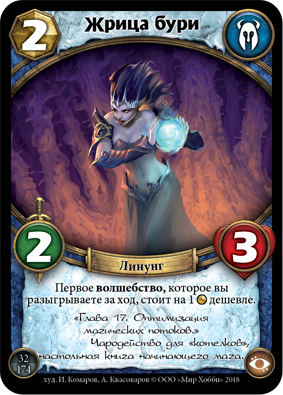 2
Жрица бури
2
3
Линунг
Первое волшебство, которое вы
разыгрываете за ход, стоит на 1 дешевле.
«Глава 17. Оптимизация
магических потоков.»
Чародейство для «котелков»,
настольная книга начинающего мага.
32
174
худ. И. Комаров, А. Квасоваров © ООО «Мир Хобби» 2018